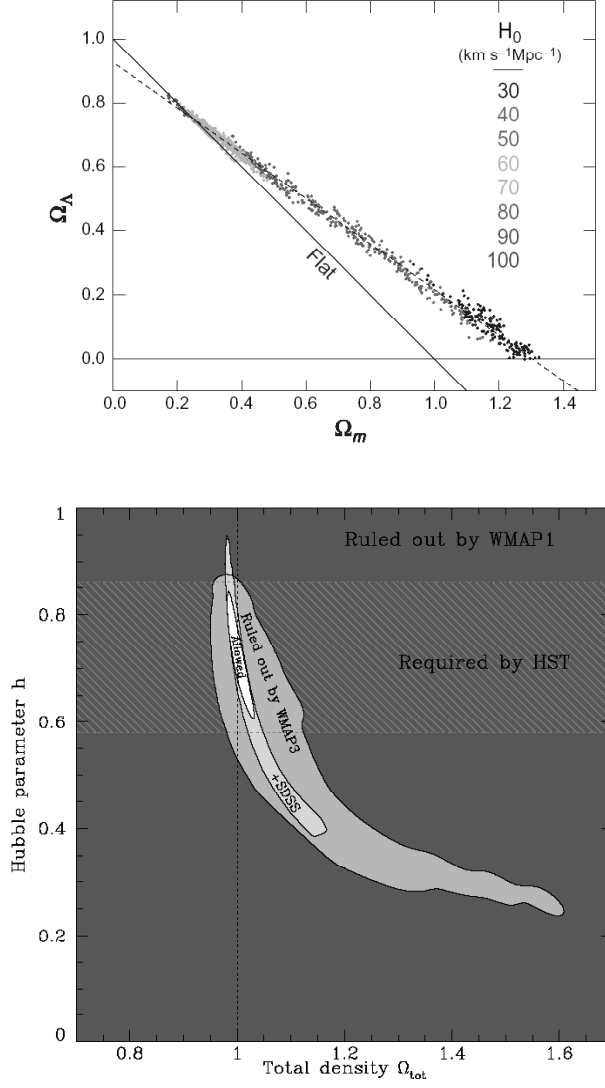 H₀
(km s⁻¹Mpc⁻¹)
30
40
50
60
70
80
90
100
1.0
0.8
0.6
0.4
0.2
0.0
Ω_Λ
Flat
0.0 0.2 0.4 0.6 0.8 1.0 1.2 1.4
Ω_m
1
0.8
0.6
0.4
0.2
0
Hubble parameter h
Ruled out by WMAP1
Required by HST
Ruled out by WMAP3
Allowed
+SDSS
0.8 1 1.2 1.4 1.6
Total density Ω_tot